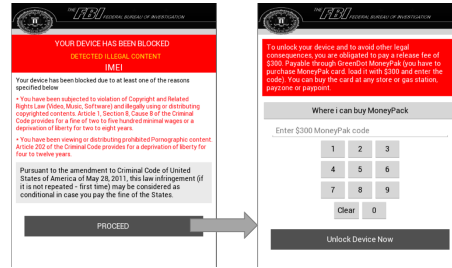 THE FBI FEDERAL BUREAU OF INVESTIGATION
YOUR DEVICE HAS BEEN BLOCKED
DETECTED ILLEGAL CONTENT
IMEI
Your device has been blocked due to at least one of the reasons
specified below
• You have been subjected to violation of Copyright and Related
Rights Law (Video, Music, Software) and illegally using or distributing
copyrighted contents. Article 1, Section 8, Cause 8 of the Criminal
Code provides for a fine of two to five hundred minimal wages or a
deprivation of liberty for two to eight years.
• You have been viewing or distributing prohibited Pornographic content.
Article 202 of the Criminal Code provides for a deprivation of liberty for
four to twelve years.
Pursuant to the amendment to Criminal Code of United
States of America of May 28, 2011, this law infringement (if
it is not repeated - first time) may be considered as
conditional in case you pay the fine of the States.
PROCEED
THE FBI FEDERAL BUREAU OF INVESTIGATION
To unlock your device and to avoid other legal
consequences, you are obligated to pay a release fee of
$300. Payable through GreenDot MoneyPak (you have to
purchase MoneyPak card, load it with $300 and enter the
code). You can buy the card at any store or gas station,
payzone or paypoint.
Where i can buy MoneyPack
Enter $300 MoneyPak code
1 2 3
4 5 6
7 8 9
Clear 0
Unlock Device Now